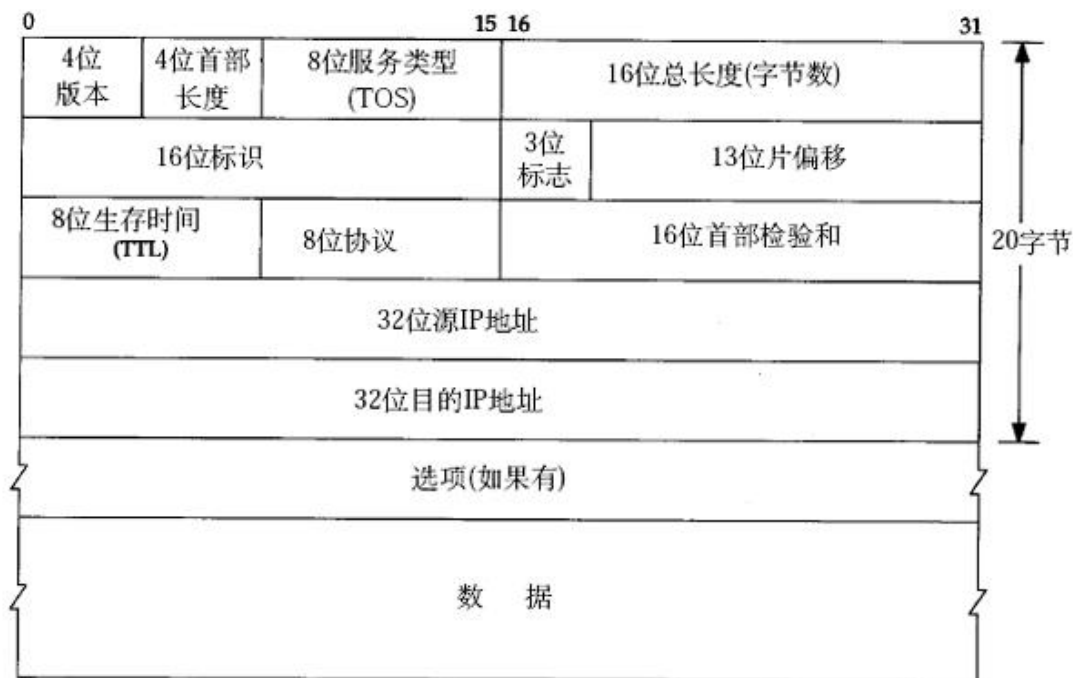 0 15 16 31
4位 4位首部 8位服务类型 16位总长度(字节数)
版本 长度 (TOS)
16位标识 3位 13位片偏移
标志
8位生存时间 8位协议 16位首部检验和 20字节
(TTL)
32位源IP地址
32位目的IP地址
选项(如果有)
数 据